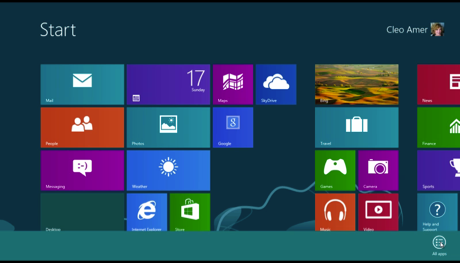 Start
Cleo Amer
Mail
17
Sunday
Maps
SkyDrive
Bing
News
People
Photos
Google
Travel
Finance
Messaging
Weather
Games
Camera
Sports
Desktop
Internet Explorer
Store
Music
Video
?
Help and
Support
All apps